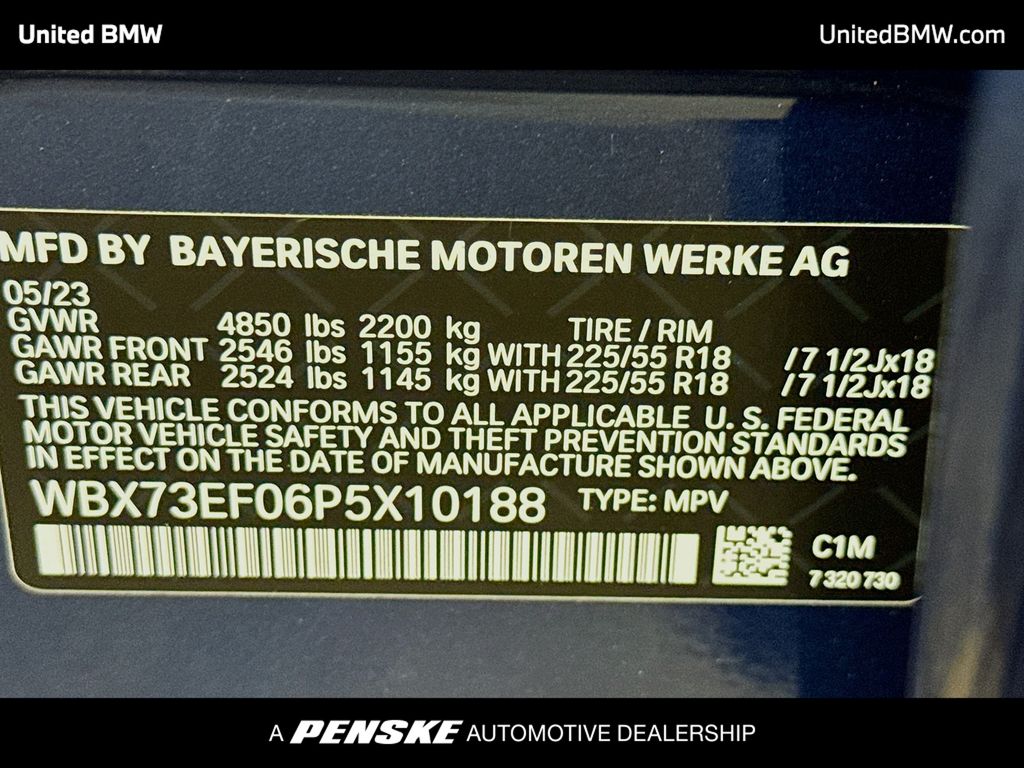 United BMW
UnitedBMW.com
MFD BY BAYERISCHE MOTOREN WERKE AG
05/23
GVWR 4850 lbs 2200 kg TIRE / RIM
GAWR FRONT 2546 lbs 1155 kg WITH 225/55 R18 /7 1/2Jx18
GAWR REAR 2524 lbs 1145 kg WITH 225/55 R18 /7 1/2Jx18
THIS VEHICLE CONFORMS TO ALL APPLICABLE U. S. FEDERAL
MOTOR VEHICLE SAFETY AND THEFT PREVENTION STANDARDS
IN EFFECT ON THE DATE OF MANUFACTURE SHOWN ABOVE.
WBX73EF06P5X10188 TYPE: MPV
C1M
7 320 730
A PENSKE AUTOMOTIVE DEALERSHIP